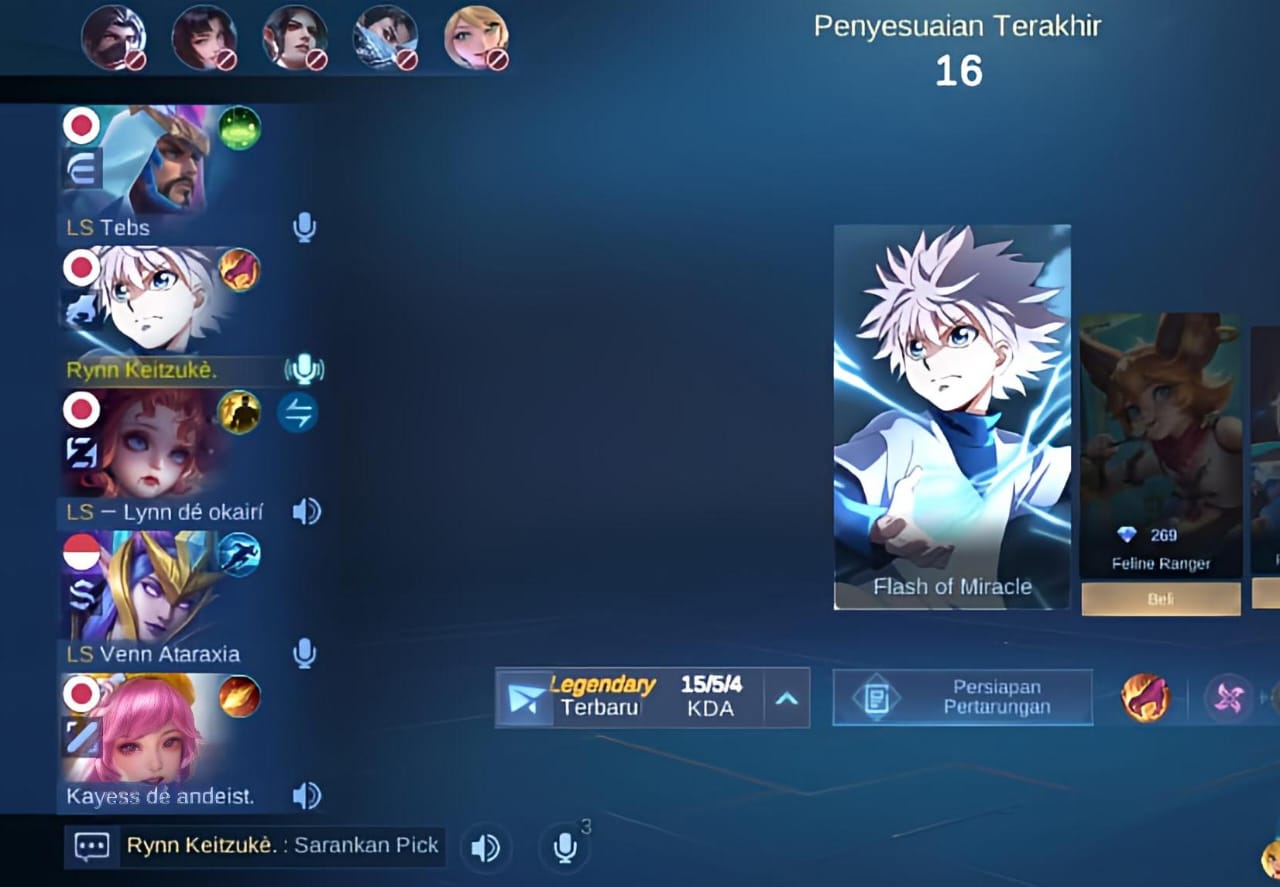 Penyesuaian Terakhir
16
LS Tebs
Rynn Keitzukè.
LS – Lynn dé okairí
LS Venn Ataraxia
Kayess dé andeist.
Flash of Miracle
269
Feline Ranger
Beli
Legendary
Terbaru
15/5/4
KDA
Persiapan
Pertarungan
Rynn Keitzukè. : Sarankan Pick
3